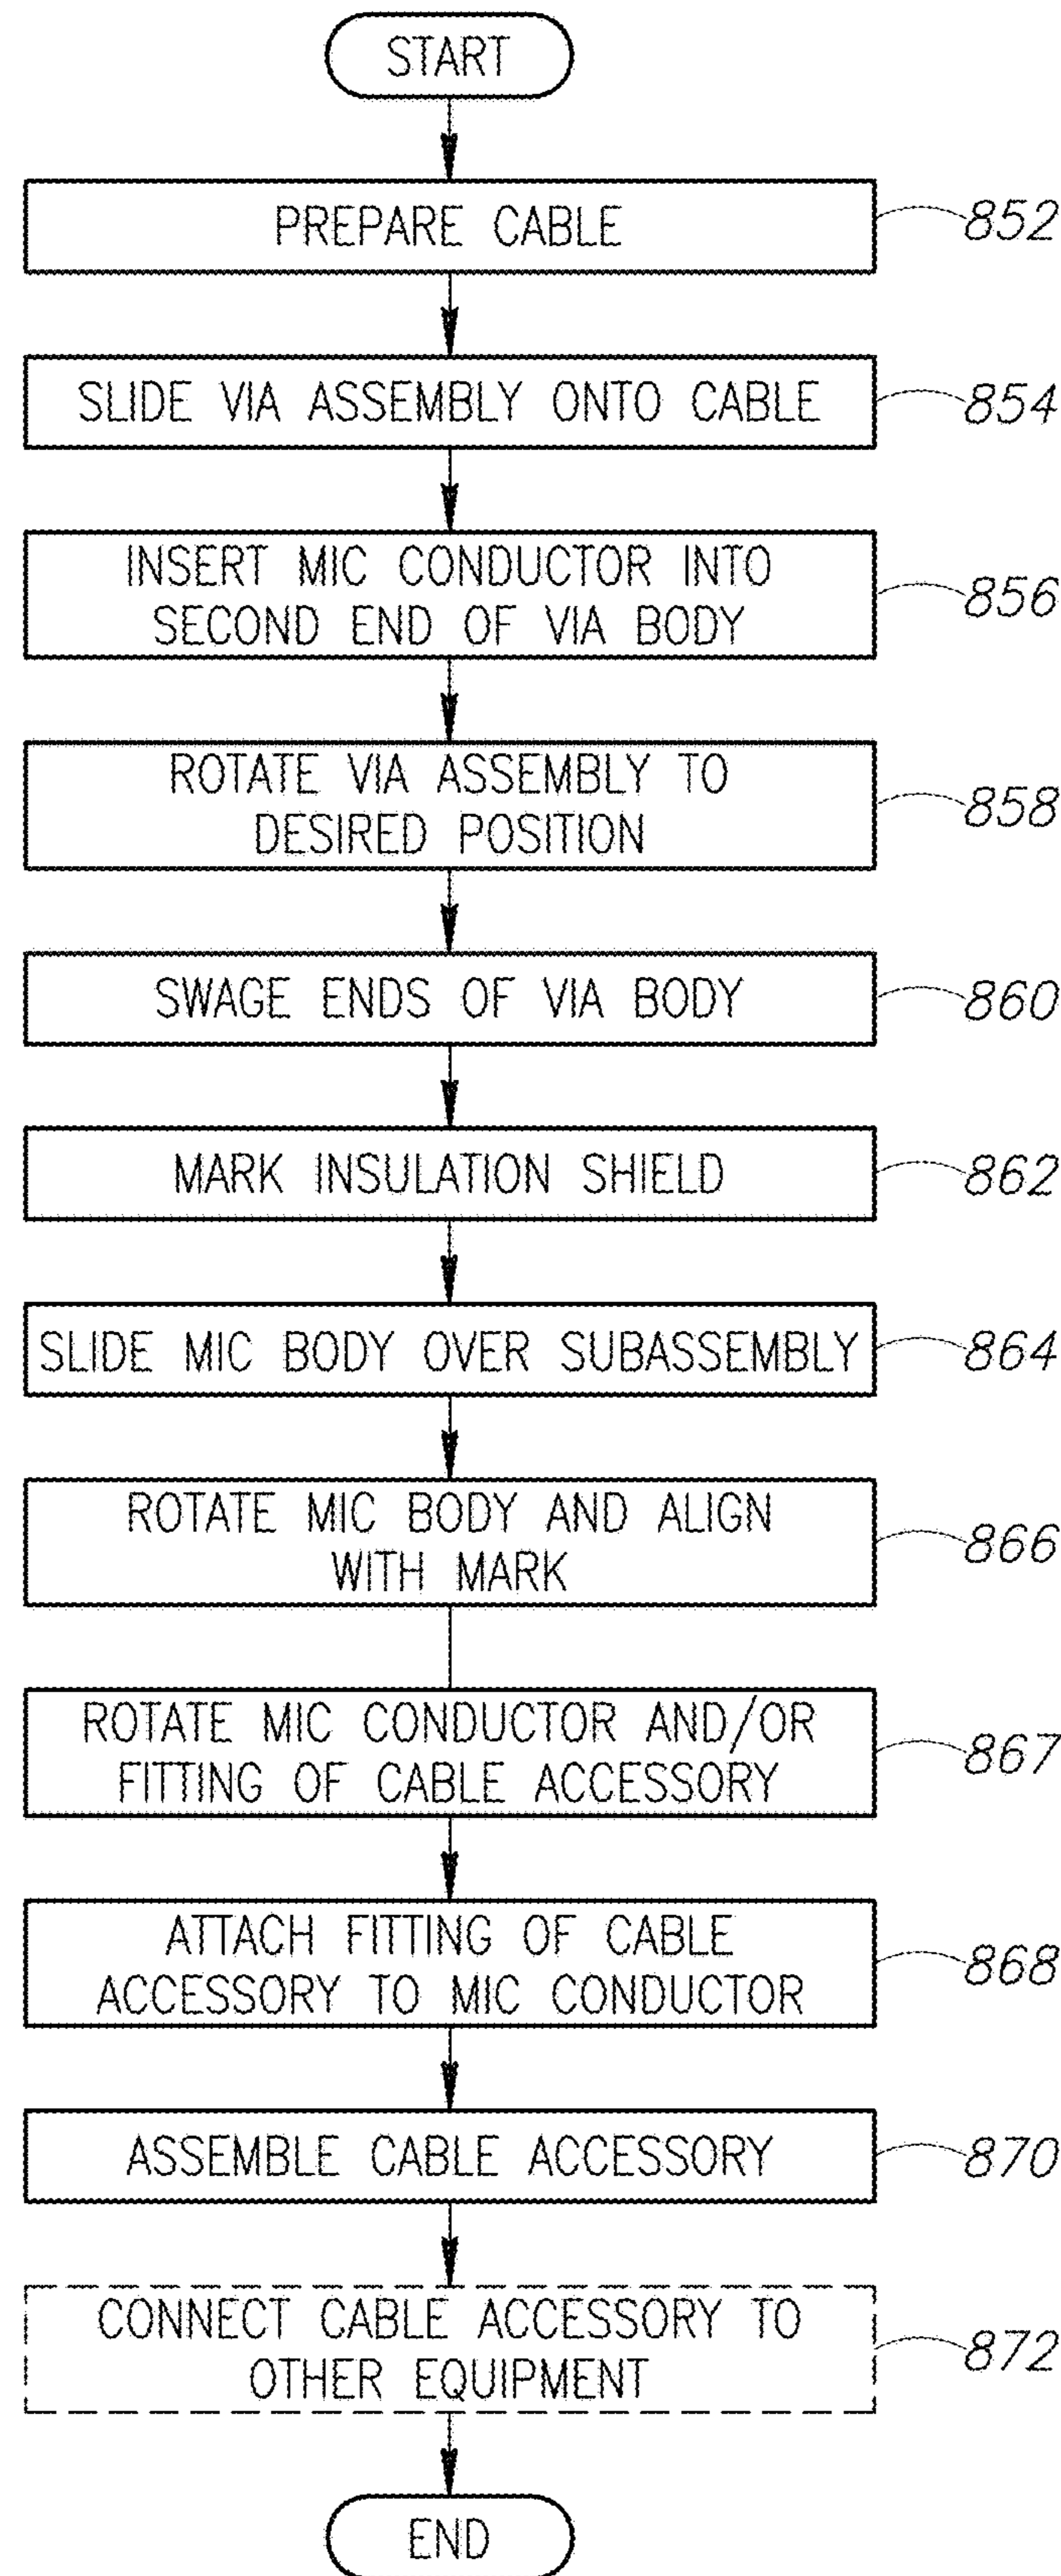 START
PREPARE CABLE
852
SLIDE VIA ASSEMBLY ONTO CABLE
854
INSERT MIC CONDUCTOR INTO
SECOND END OF VIA BODY
856
ROTATE VIA ASSEMBLY TO
DESIRED POSITION
858
SWAGE ENDS OF VIA BODY
860
MARK INSULATION SHIELD
862
SLIDE MIC BODY OVER SUBASSEMBLY
864
ROTATE MIC BODY AND ALIGN
WITH MARK
866
ROTATE MIC CONDUCTOR AND/OR
FITTING OF CABLE ACCESSORY
867
ATTACH FITTING OF CABLE
ACCESSORY TO MIC CONDUCTOR
868
ASSEMBLE CABLE ACCESSORY
870
CONNECT CABLE ACCESSORY TO
OTHER EQUIPMENT
872
END